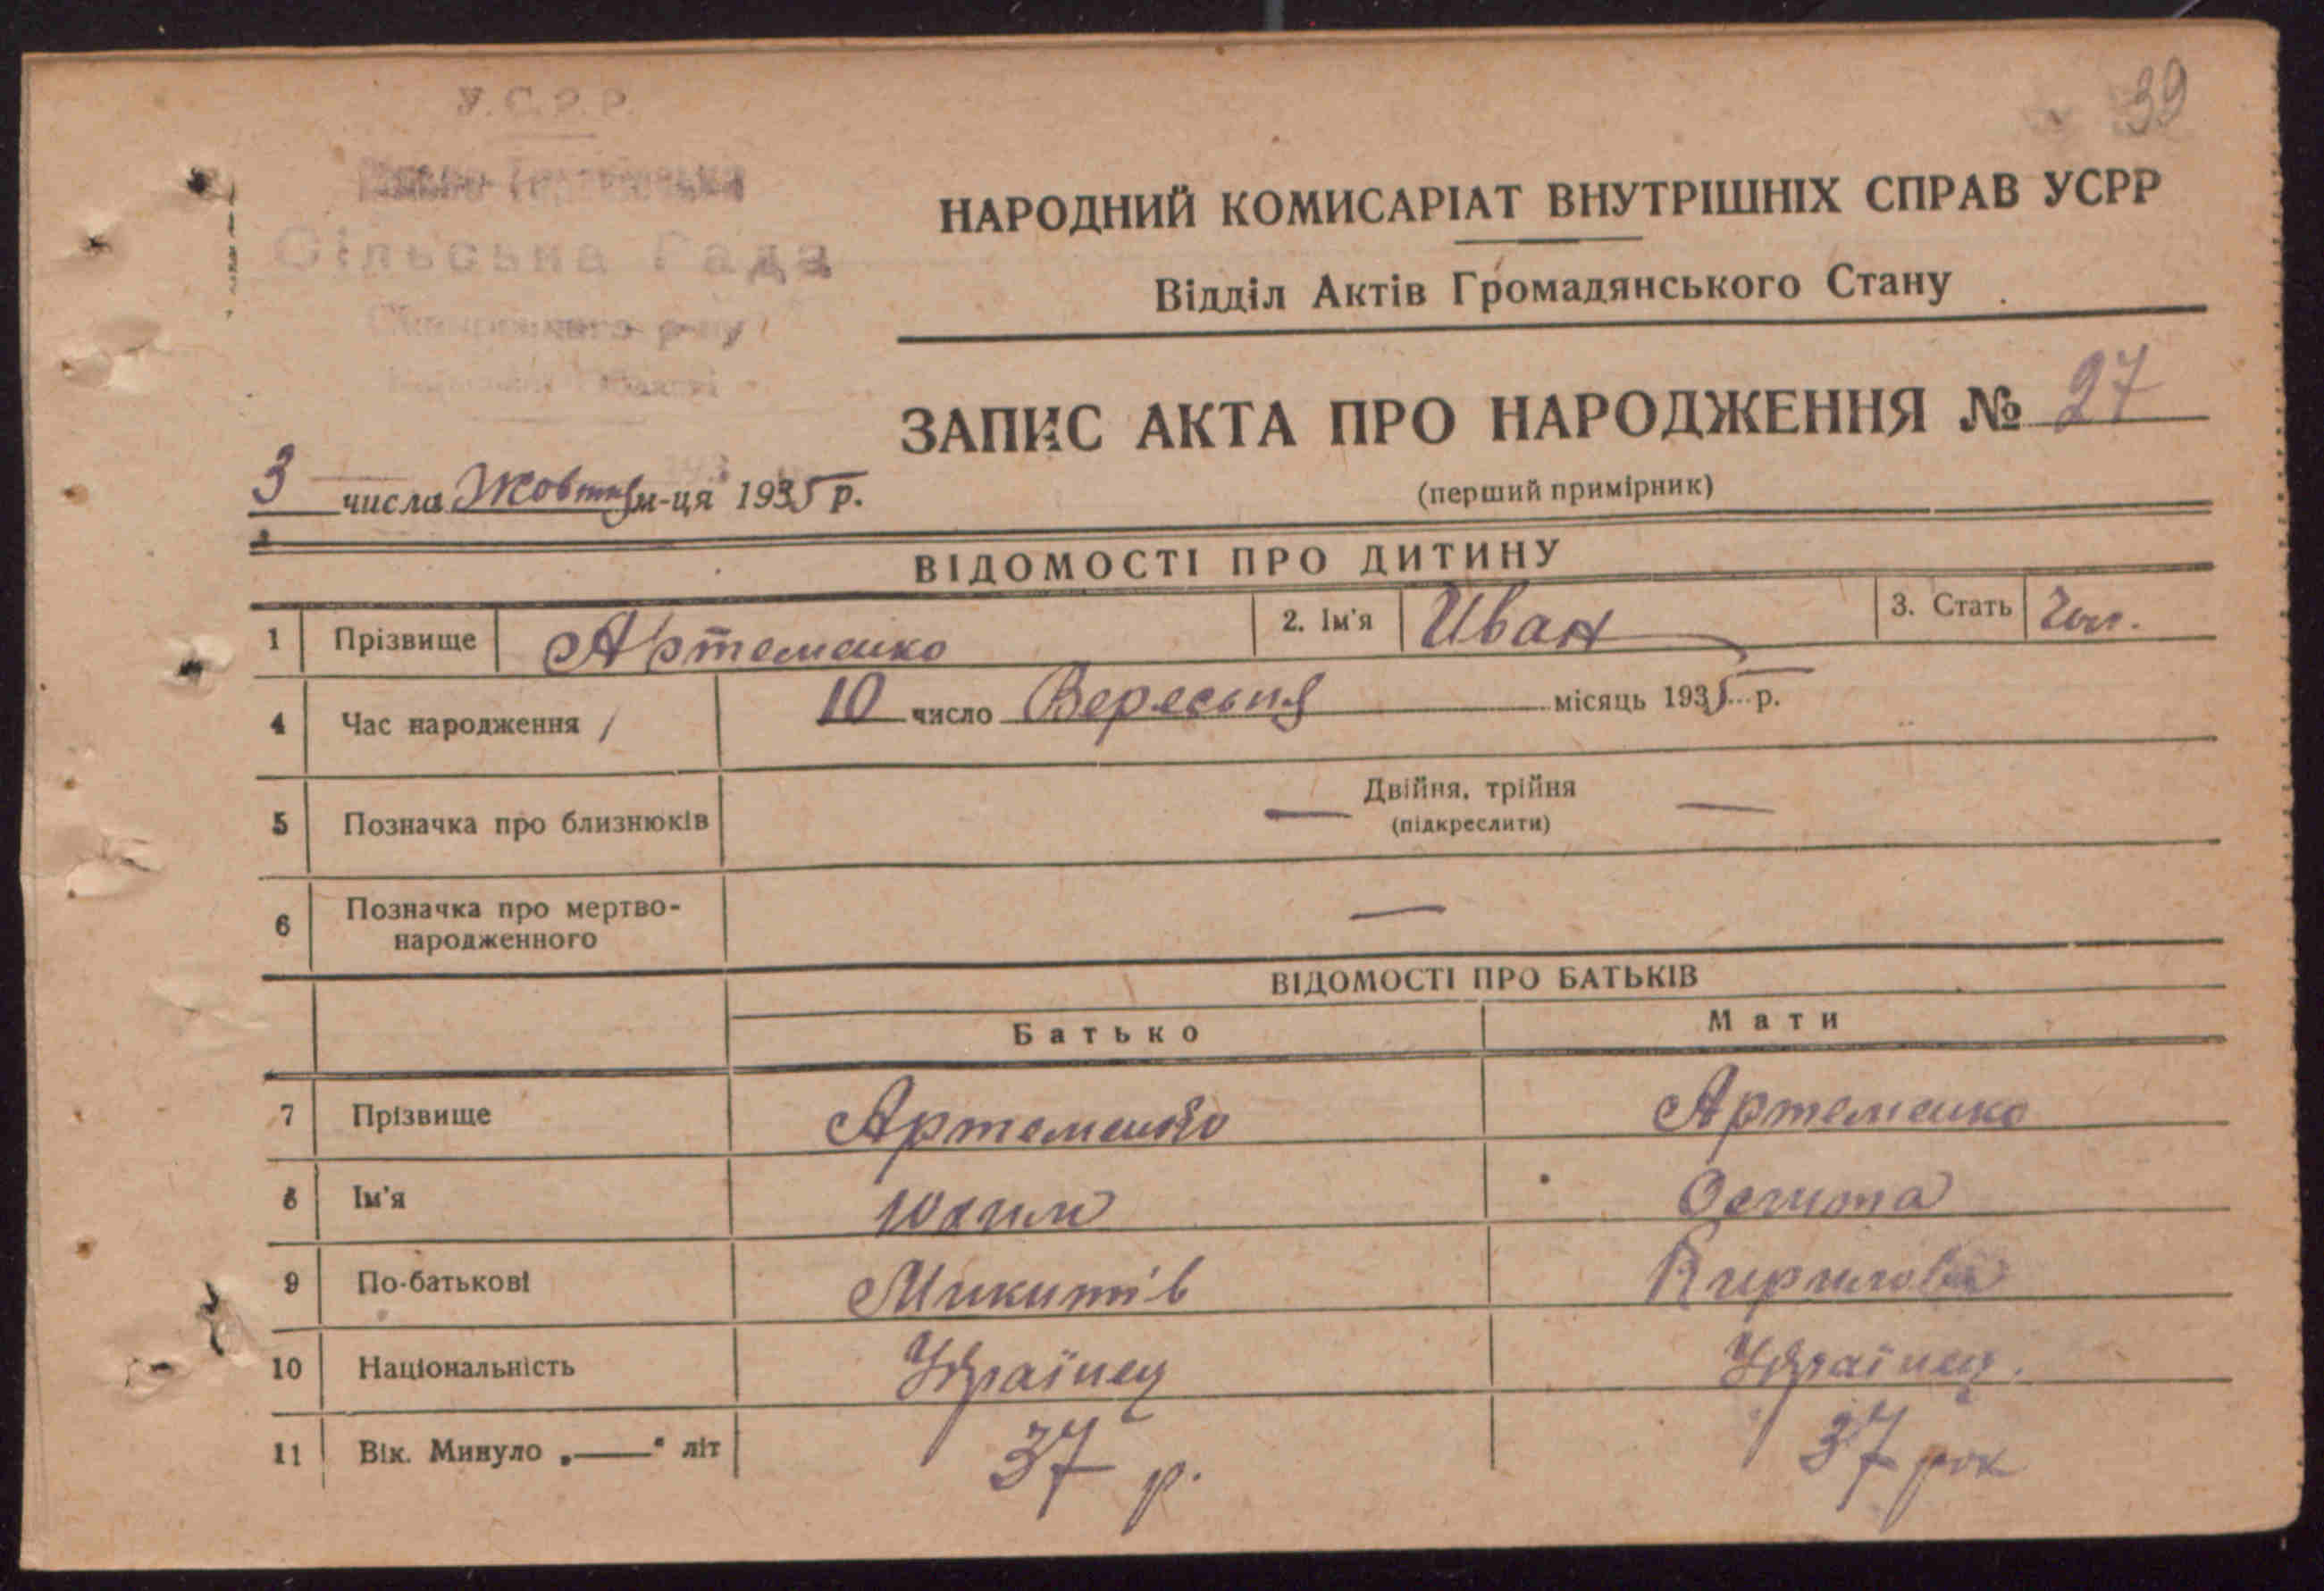 У.С.Р.Р.
39
Сільська Рада
р-ну
НАРОДНИЙ КОМИСАРІАТ ВНУТРІШНІХ СПРАВ УСРР
Відділ Актів Громадянського Стану
ЗАПИС АКТА ПРО НАРОДЖЕННЯ № 27
(перший примірник)
3 числа Жовтня м-ця 1935 р.
ВІДОМОСТІ ПРО ДИТИНУ
1 Прізвище Артеменко 2. Ім'я Иван 3. Стать Чол.
4 Час народження 10 число Вересьня місяць 1935 р.
5 Позначка про близнюків — Двійня, трійня —
(підкреслити)
6 Позначка про мертво-
народженного —
ВІДОМОСТІ ПРО БАТЬКІВ
Батько Мати
7 Прізвище Артеменко Артеменко
8 Ім'я Юхим
9 По-батькові Микитів
10 Національність Українец Українец.
11 Вік. Минуло „——“ літ 37 р. 37 рок